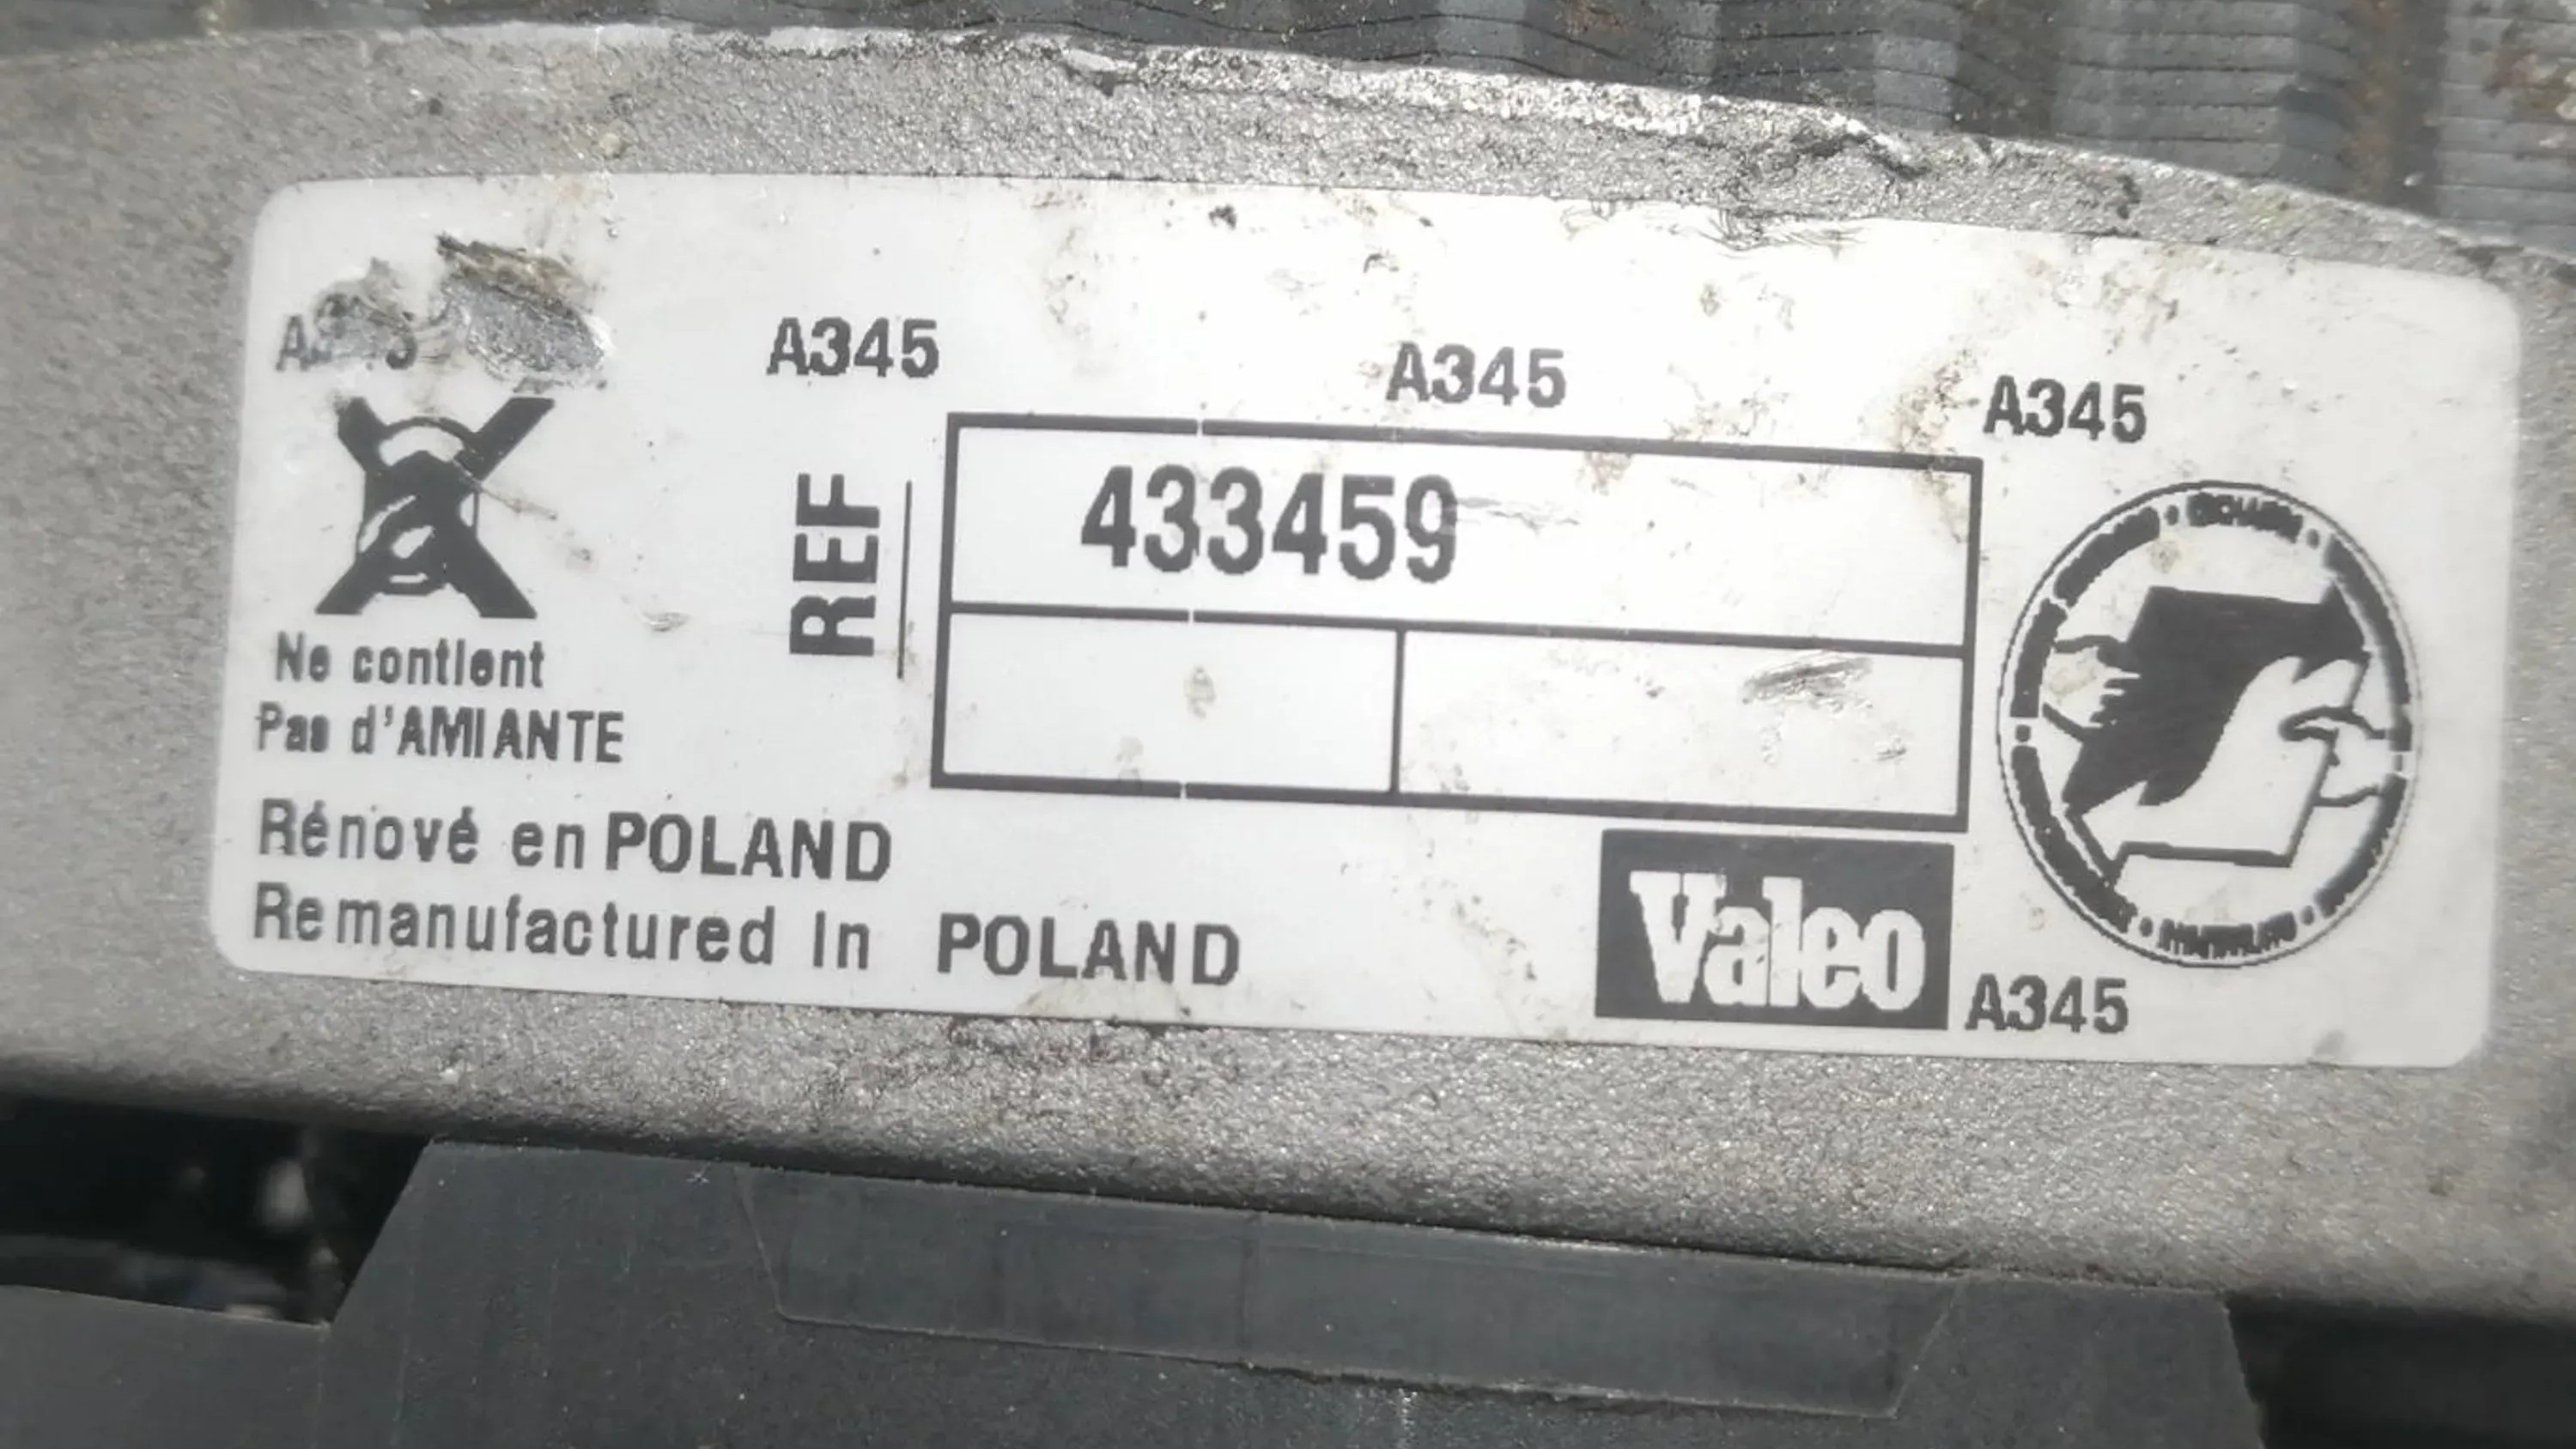 A345
A345
A345
REF
433459
Ne contient
Pas d'AMIANTE
Rénové en POLAND
Remanufactured In POLAND
Valeo
A345